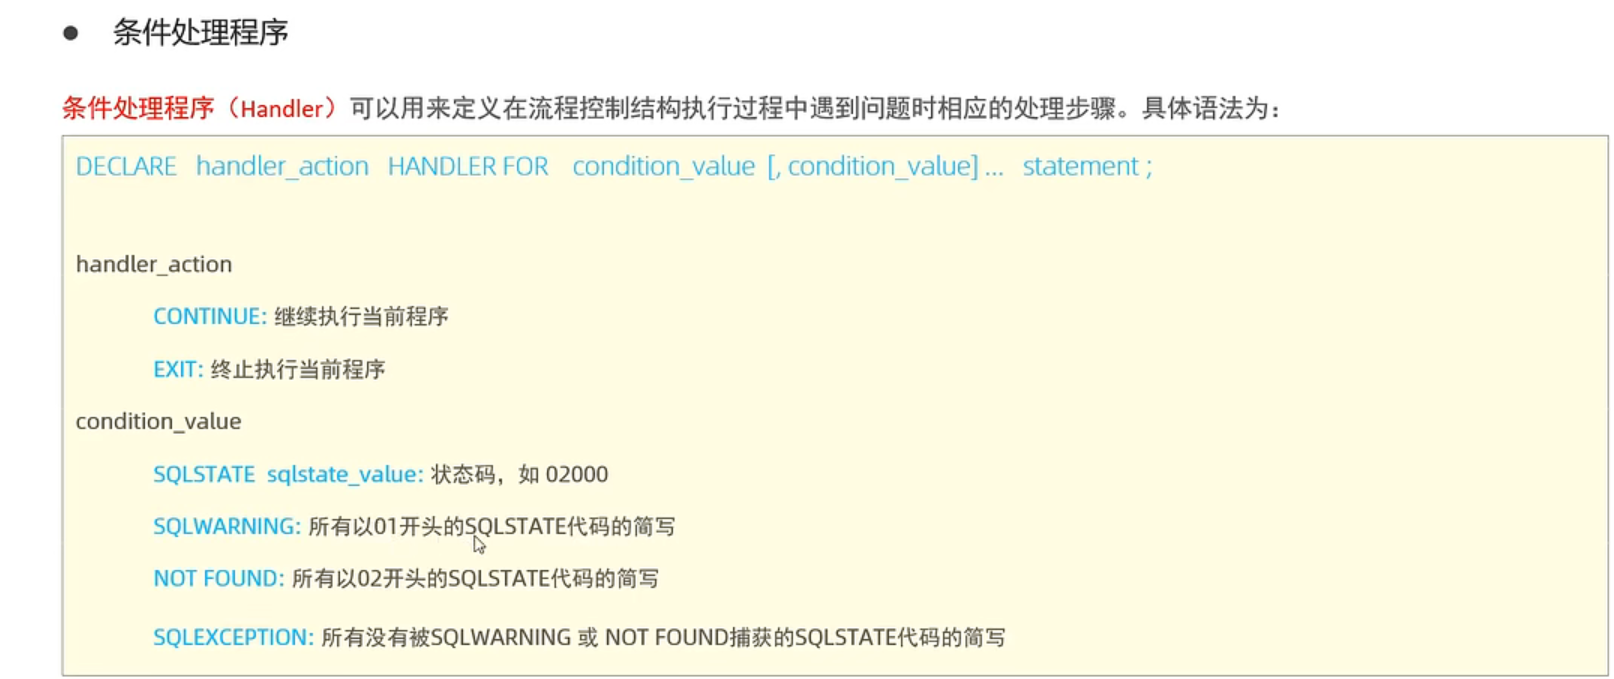 ● 条件处理程序
条件处理程序（Handler）可以用来定义在流程控制结构执行过程中遇到问题时相应的处理步骤。具体语法为：
DECLARE handler_action HANDLER FOR condition_value [, condition_value] ... statement ;
handler_action
CONTINUE: 继续执行当前程序
EXIT: 终止执行当前程序
condition_value
SQLSTATE sqlstate_value: 状态码，如 02000
SQLWARNING: 所有以01开头的SQLSTATE代码的简写
NOT FOUND: 所有以02开头的SQLSTATE代码的简写
SQLEXCEPTION: 所有没有被SQLWARNING 或 NOT FOUND捕获的SQLSTATE代码的简写